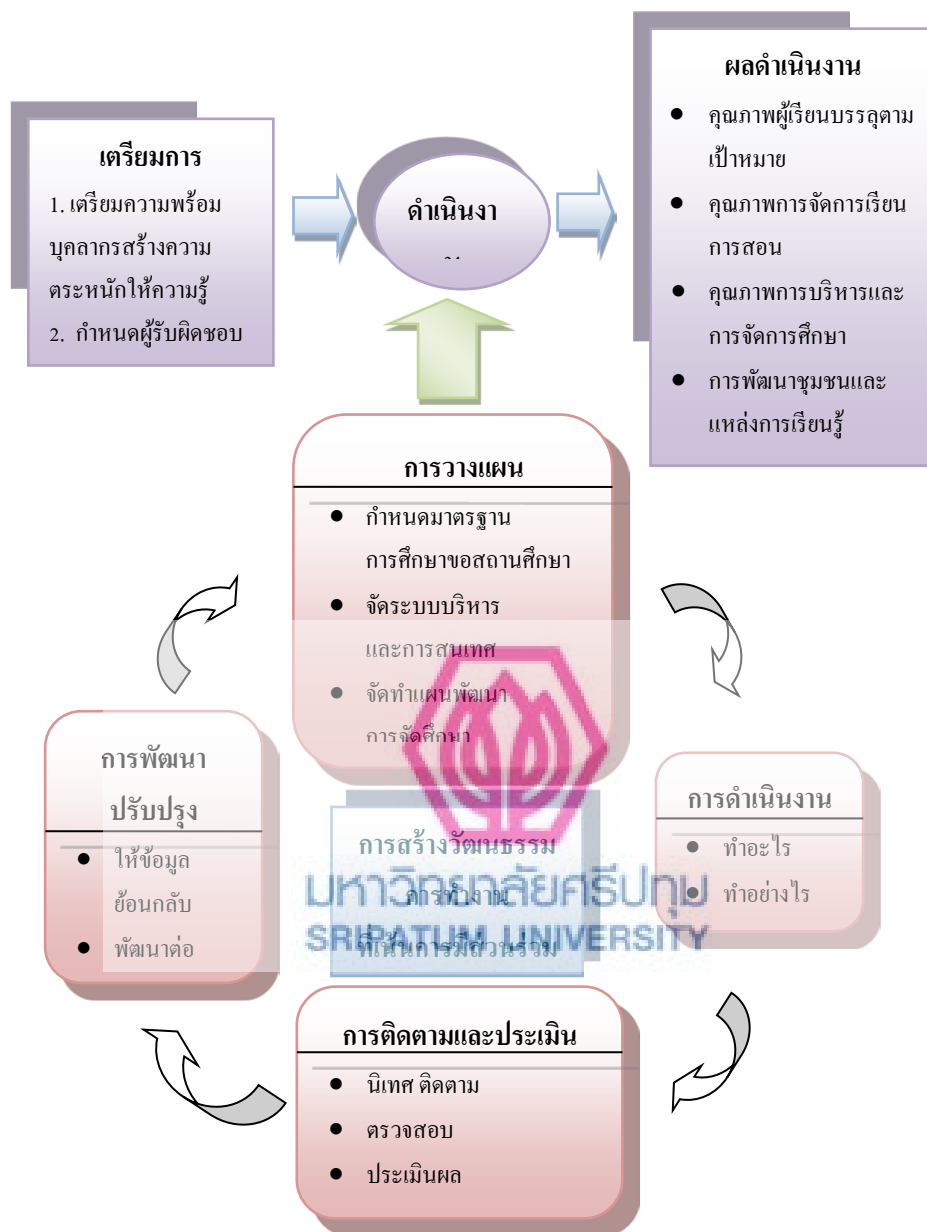 เตรียมการ
1. เตรียมความพร้อม
บุคลากรสร้างความ
ตระหนักให้ความรู้
2. กำหนดผู้รับผิดชอบ
ดำเนินงา
ผลดำเนินงาน
● คุณภาพผู้เรียนบรรลุตาม
เป้าหมาย
● คุณภาพการจัดการเรียน
การสอน
● คุณภาพการบริหารและ
การจัดการศึกษา
● การพัฒนาชุมชนและ
แหล่งการเรียนรู้
การวางแผน
● กำหนดมาตรฐาน
การศึกษาขอสถานศึกษา
● จัดระบบบริหาร
และการสนเทศ
● จัดทำแผนพัฒนา
การจัดศึกษา
การดำเนินงาน
● ทำอะไร
● ทำอย่างไร
การติดตามและประเมิน
● นิเทศ ติดตาม
● ตรวจสอบ
● ประเมินผล
การพัฒนา
ปรับปรุง
● ให้ข้อมูล
ย้อนกลับ
● พัฒนาต่อ
การสร้างวัฒนธรรม
การทำงาน
ที่เน้นการมีส่วนร่วม
มหาวิทยาลัยศรีปทุม
SRIPATUM UNIVERSITY